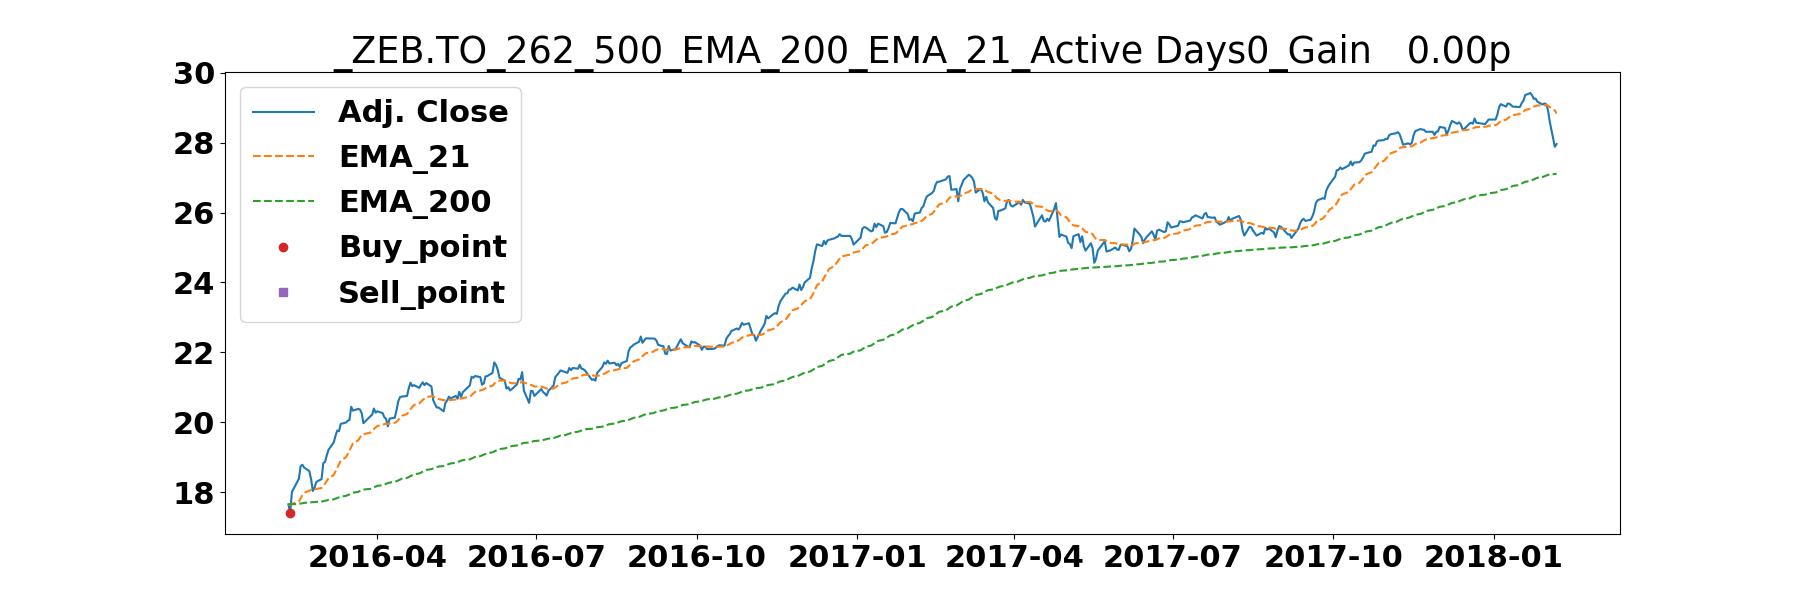 _ZEB.TO_262_500_EMA_200_EMA_21_Active Days0_Gain   0.00p
30
28
26
24
22
20
18
Adj. Close
EMA_21
EMA_200
Buy_point
Sell_point
2016-04 2016-07 2016-10 2017-01 2017-04 2017-07 2017-10 2018-01